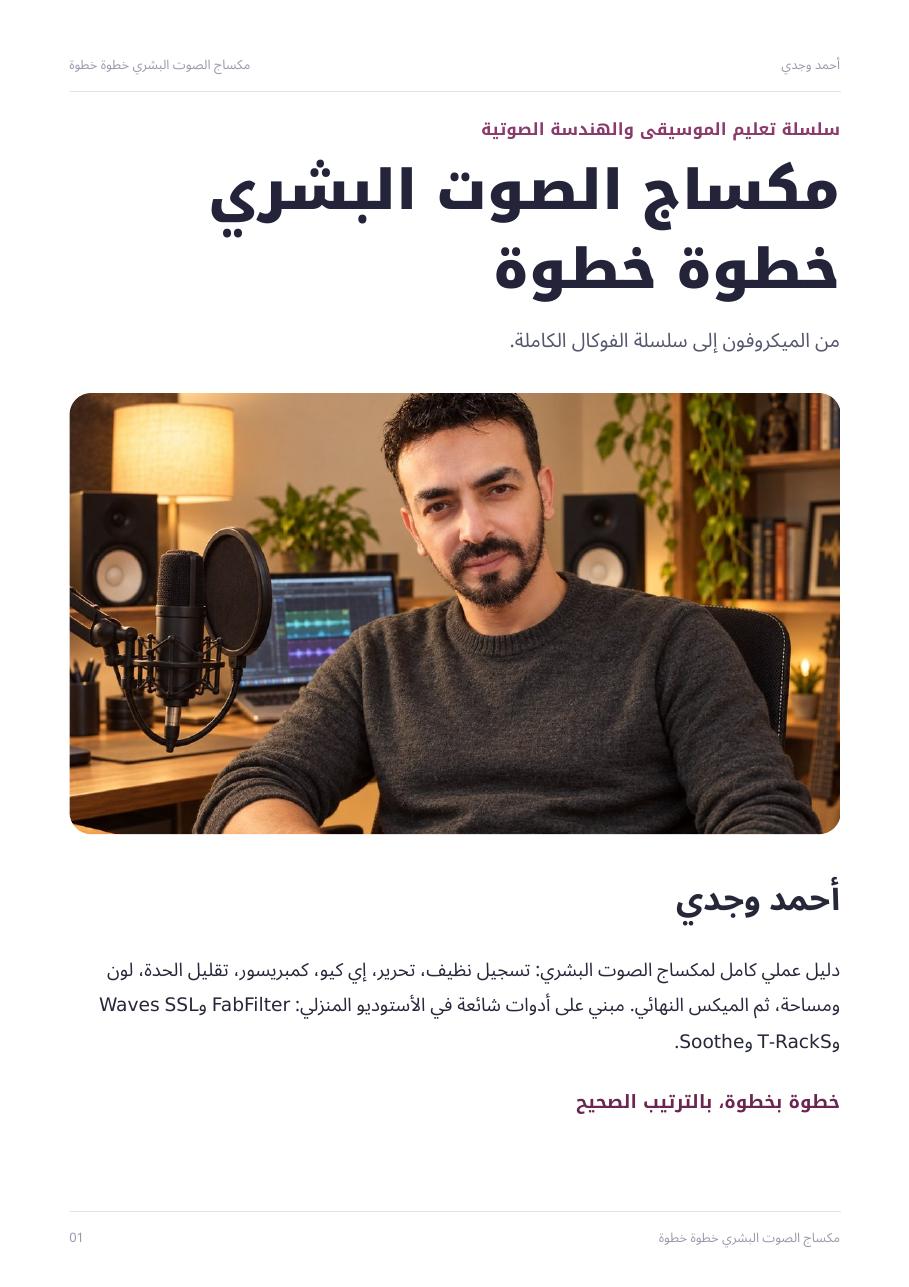 أحمد وجدي
مكساج الصوت البشري خطوة خطوة
سلسلة تعليم الموسيقى والهندسة الصوتية
مكساج الصوت البشري
خطوة خطوة
من الميكروفون إلى سلسلة الفوكال الكاملة.
أحمد وجدي
دليل عملي كامل لمكساج الصوت البشري: تسجيل نظيف، تحرير، إي كيو، كمبريسور، تقليل الحدة، لون
ومساحة، ثم الميكس النهائي. مبني على أدوات شائعة في الأستوديو المنزلي: FabFilter وWaves SSL
وT-RackS وSoothe.
خطوة بخطوة، بالترتيب الصحيح
مكساج الصوت البشري خطوة خطوة
01